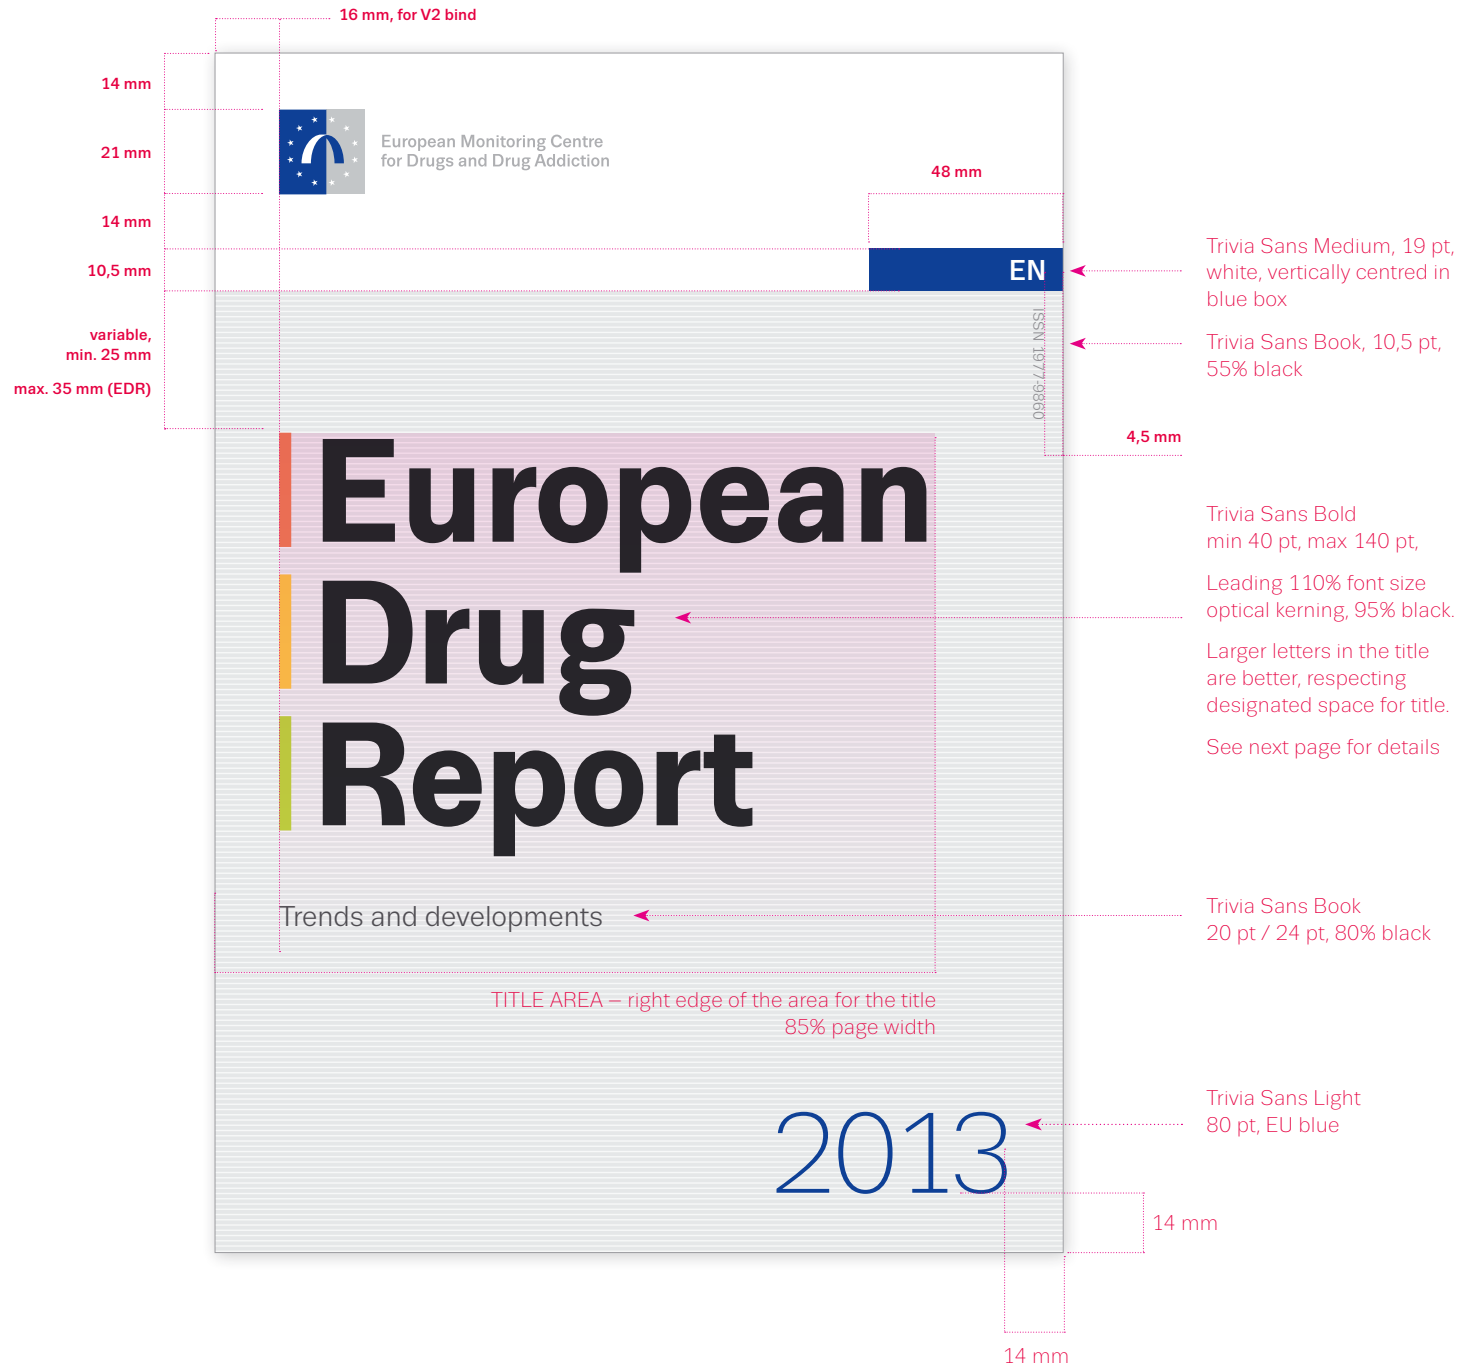 16 mm, for V2 bind
14 mm
21 mm
14 mm
10,5 mm
variable,
min. 25 mm
max. 35 mm (EDR)
European Monitoring Centre
for Drugs and Drug Addiction
48 mm
EN
ISSN 1977-9860
4,5 mm
European
Drug
Report
Trends and developments
TITLE AREA – right edge of the area for the title
85% page width
2013
14 mm
14 mm
Trivia Sans Medium, 19 pt,
white, vertically centred in
blue box
Trivia Sans Book, 10,5 pt,
55% black
Trivia Sans Bold
min 40 pt, max 140 pt,
Leading 110% font size
optical kerning, 95% black.
Larger letters in the title
are better, respecting
designated space for title.
See next page for details
Trivia Sans Book
20 pt / 24 pt, 80% black
Trivia Sans Light
80 pt, EU blue